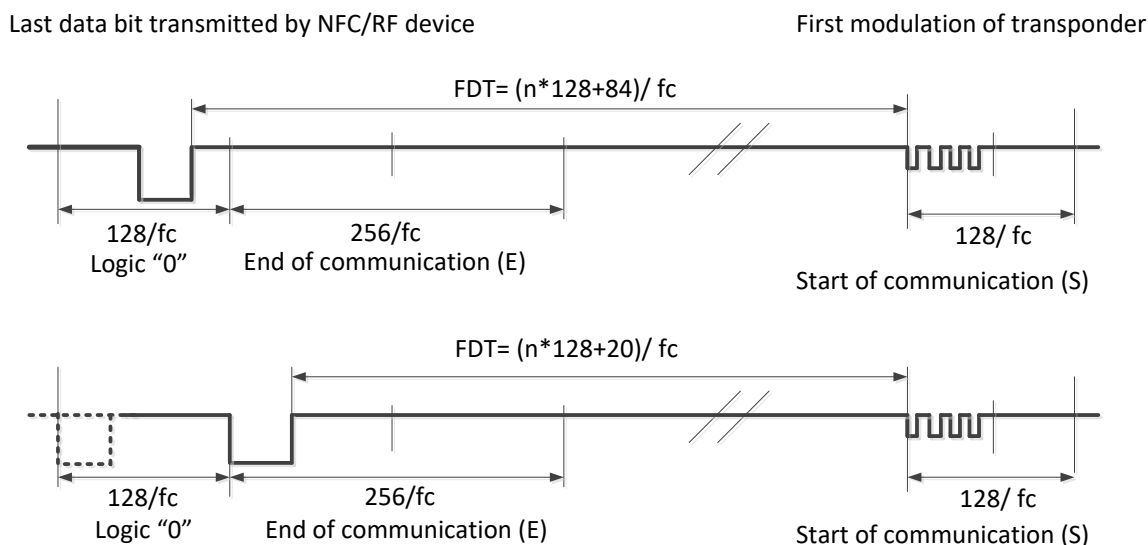 Last data bit transmitted by NFC/RF device
First modulation of transponder
FDT= (n*128+84)/ fc
128/fc
Logic “0”
256/fc
End of communication (E)
128/ fc
Start of communication (S)
FDT= (n*128+20)/ fc
128/fc
Logic “0”
256/fc
End of communication (E)
128/ fc
Start of communication (S)